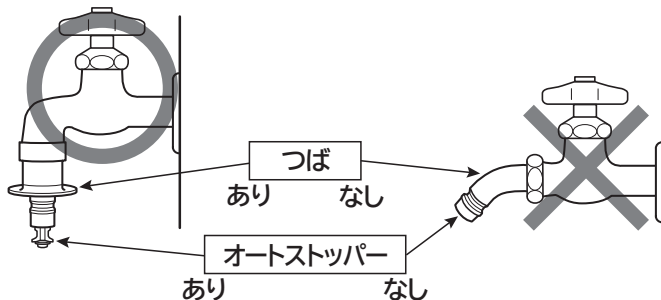 つば
あり なし
オートストッパー
あり なし